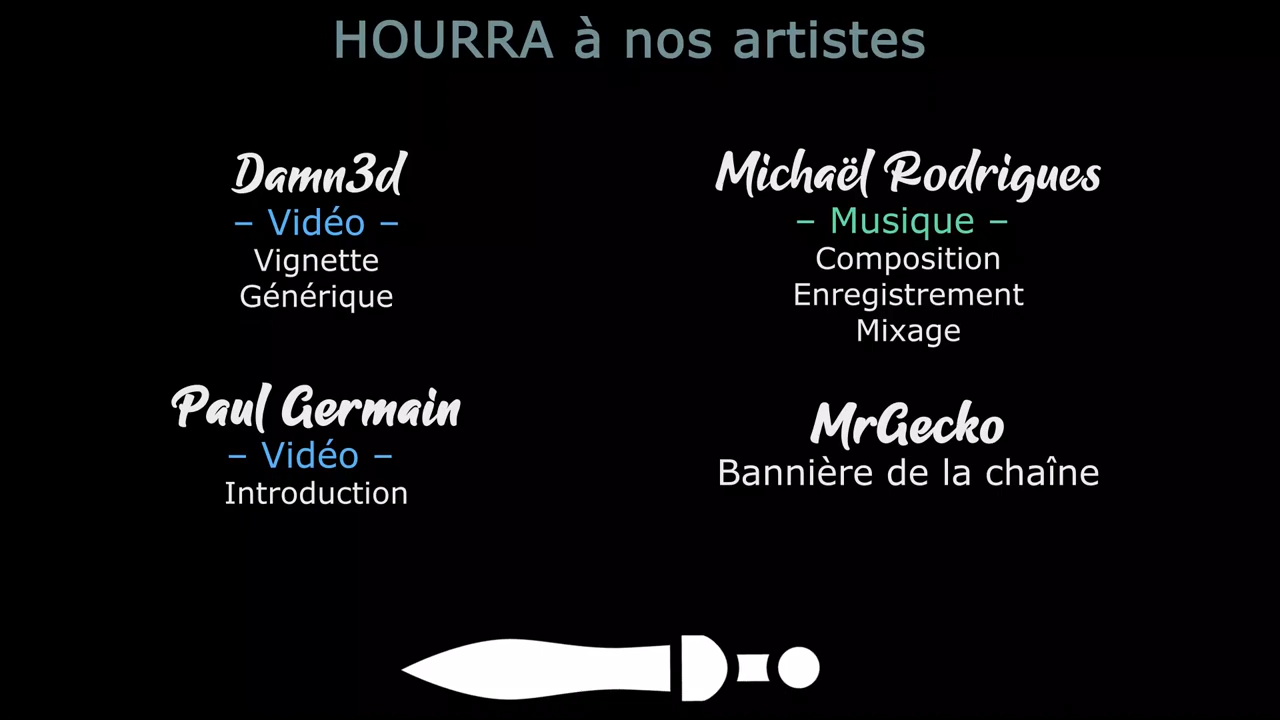 HOURRA à nos artistes
Damn3d
– Vidéo –
Vignette
Générique
Michaël Rodrigues
– Musique –
Composition
Enregistrement
Mixage
Paul Germain
– Vidéo –
Introduction
MrGecko
Bannière de la chaîne